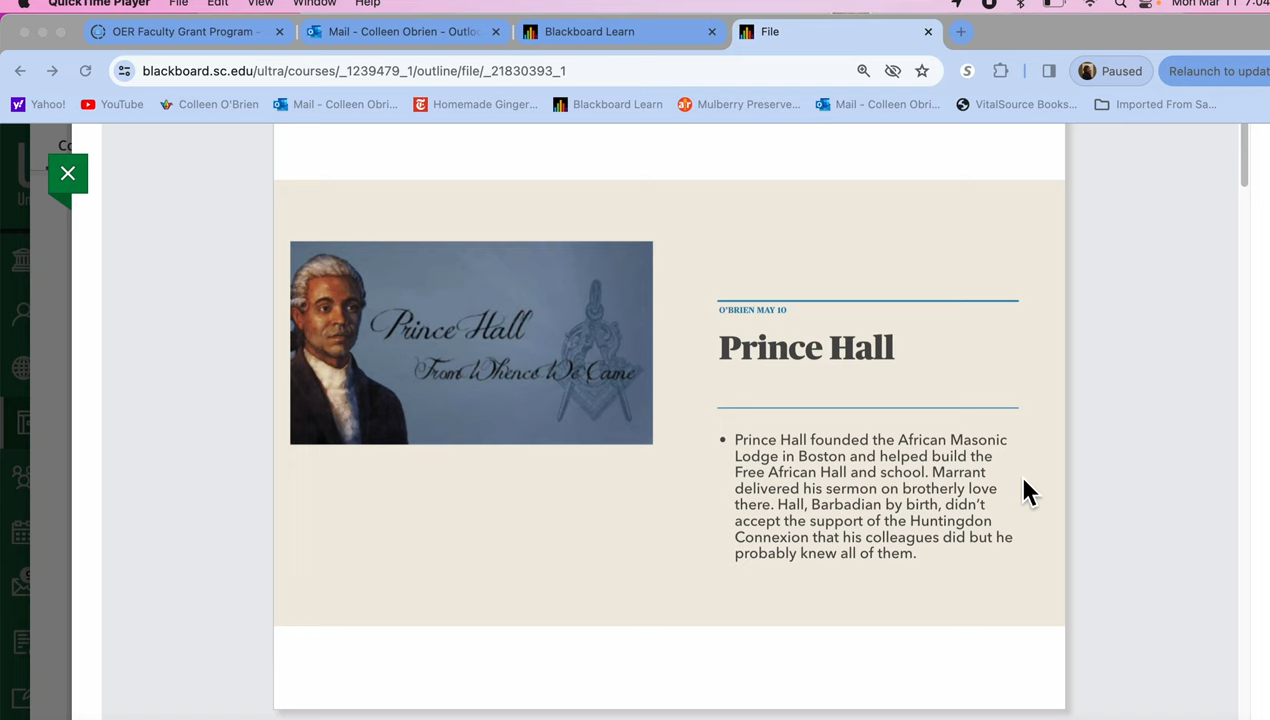 QuickTime Player File Edit View Window Help Mon Mar 11 7:04
OER Faculty Grant Program - Mail - Colleen Obrien - Outlo Blackboard Learn File
blackboard.sc.edu/ultra/courses/_1239479_1/outline/file/_21830393_1 Paused Relaunch to updat
Yahoo! YouTube Colleen O'Brien Mail - Colleen Obri... Homemade Ginger... Blackboard Learn Mulberry Preserve... Mail - Colleen Obri... VitalSource Books... Imported From Sa...
Prince Hall
From Whence We Came
O'BRIEN MAY 10
Prince Hall
• Prince Hall founded the African Masonic
Lodge in Boston and helped build the
Free African Hall and school. Marrant
delivered his sermon on brotherly love
there. Hall, Barbadian by birth, didn't
accept the support of the Huntingdon
Connexion that his colleagues did but he
probably knew all of them.